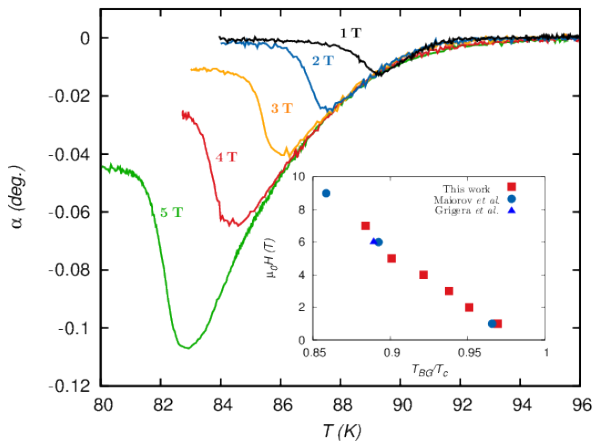 0
-0.02
-0.04
-0.06
-0.08
-0.1
-0.12
α (deg.)
1 T
2 T
3 T
4 T
5 T
80 82 84 86 88 90 92 94 96
T (K)
10
8
6
4
2
0
μ0H (T)
This work
Maiorov et al.
Grigera et al.
0.85 0.9 0.95 1
TBG/Tc